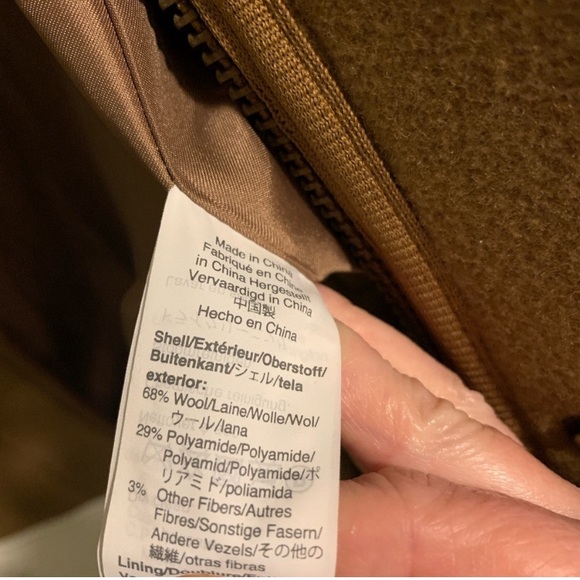 Made in China
Fabriqué en Chine
in China Hergestellt
Vervaardigd in China
中国製
Hecho en China
Shell/Extérieur/Oberstoff/
Buitenkant/シェル/tela
exterior:
68% Wool/Laine/Wolle/Wol/
ウール/lana
29% Polyamide/Polyamide/
Polyamid/Polyamide/ポ
リアミド/poliamida
3% Other Fibers/Autres
Fibres/Sonstige Fasern/
Andere Vezels/その他の
繊維/otras fibras
Lining/Doublure/